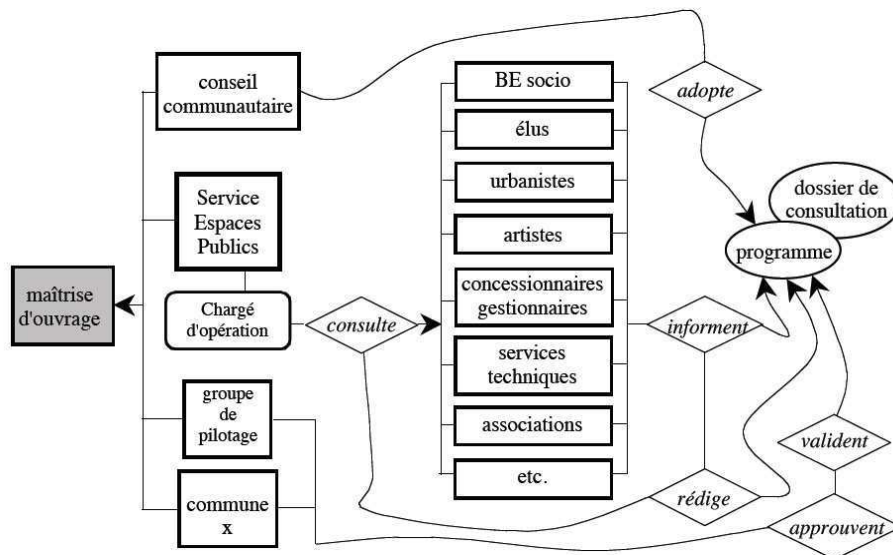 conseil
communautaire
Service
Espaces
Publics
maîtrise
d'ouvrage
Chargé
d'opération
groupe
de
pilotage
commune
x
consulte
BE socio
élus
urbanistes
artistes
concessionnaires
gestionnaires
services
techniques
associations
etc.
adopte
informent
rédige
dossier de
consultation
programme
valident
approuvent